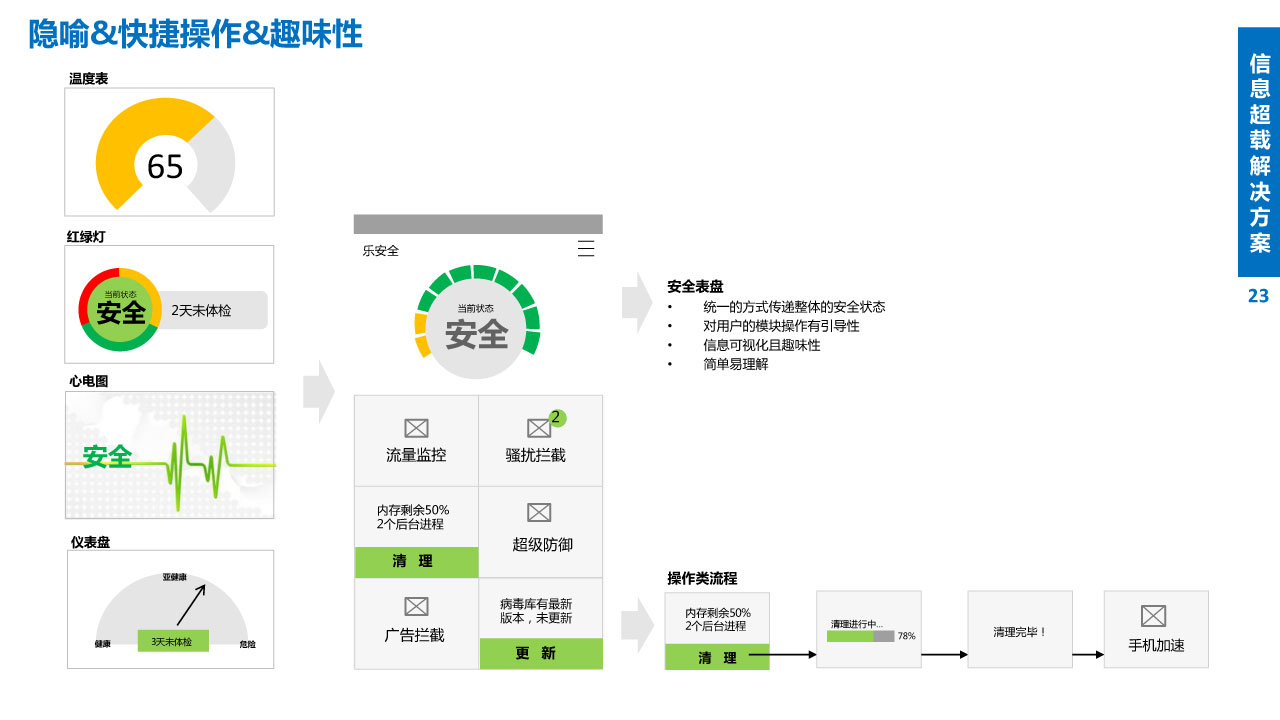 隐喻&快捷操作&趣味性
温度表
65
红绿灯
当前状态
安全
2天未体检
心电图
安全
仪表盘
亚健康
健康
3天未体检
危险
乐安全
当前状态
安全
流量监控
2
骚扰拦截
内存剩余50%
2个后台进程
清 理
超级防御
广告拦截
病毒库有最新
版本，未更新
更 新
安全表盘
• 统一的方式传递整体的安全状态
• 对用户的模块操作有引导性
• 信息可视化且趣味性
• 简单易理解
操作类流程
内存剩余50%
2个后台进程
清 理
清理进行中...
78%
清理完毕！
手机加速
信息超载解决方案
23